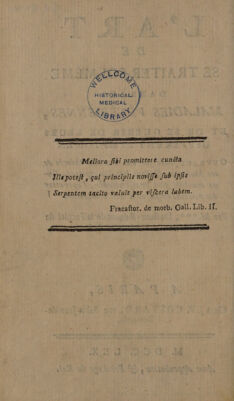 WELLCOME
HISTORICAL
MEDICAL
LIBRARY
Meliora sibi promittere cuncta
Ille potest, qui principiis novisse sub ipsis
Serpentem tacito valuit per viscera labem.
Fracastor. de morb. Gall. Lib. II.